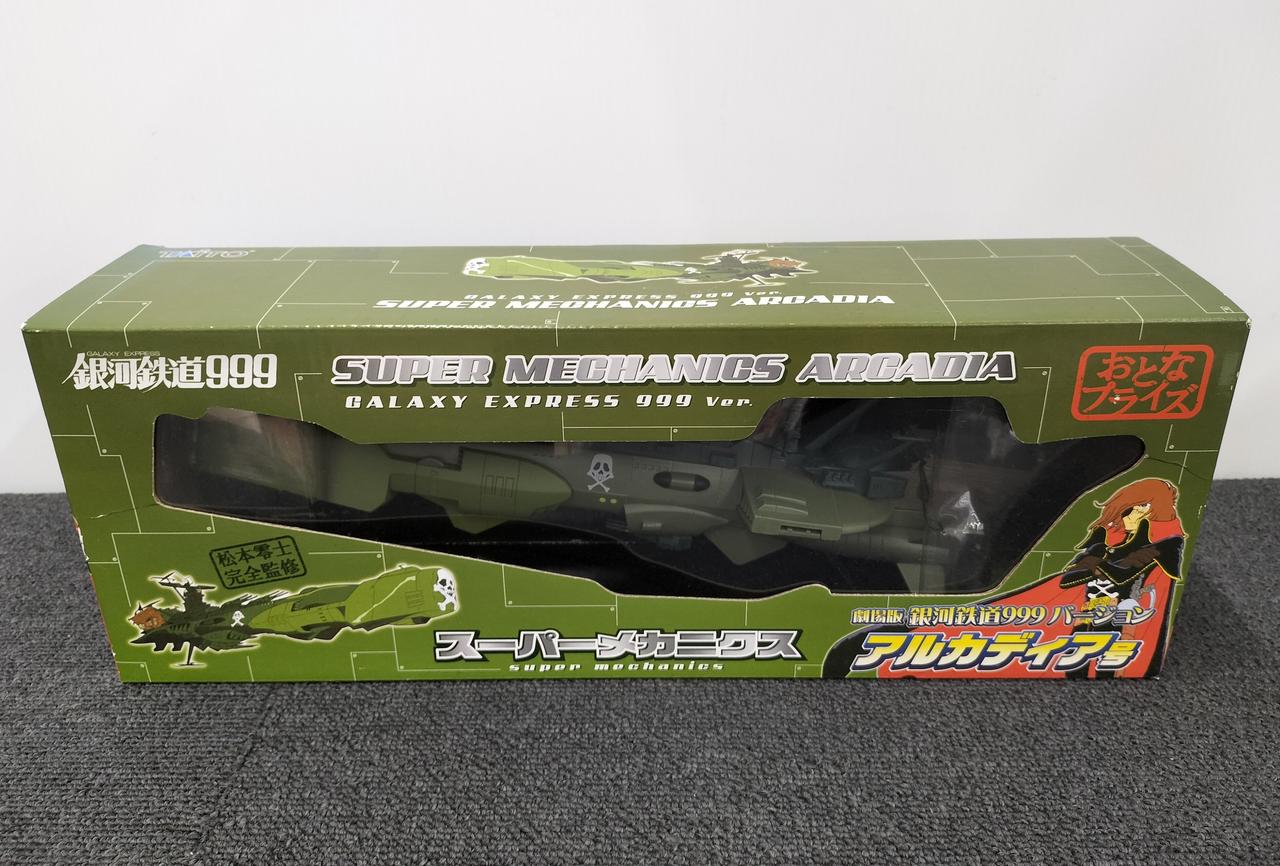 TAITO
GALAXY EXPRESS 999 Ver.
SUPER MECHANICS ARCADIA
GALAXY EXPRESS
銀河鉄道999
SUPER MECHANICS ARCADIA
GALAXY EXPRESS 999 Ver.
おとな
プライズ
松本零士
完全監修
スーパーメカニクス
super mechanics
劇場版 銀河鉄道999 バージョン
アルカディア号